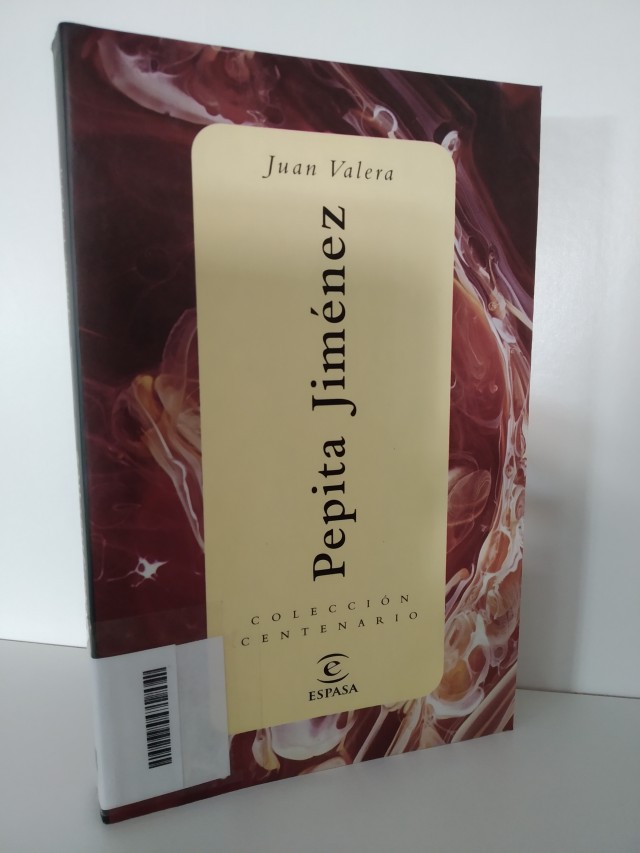 Juan Valera
Pepita Jiménez
COLECCIÓN
CENTENARIO
ESPASA